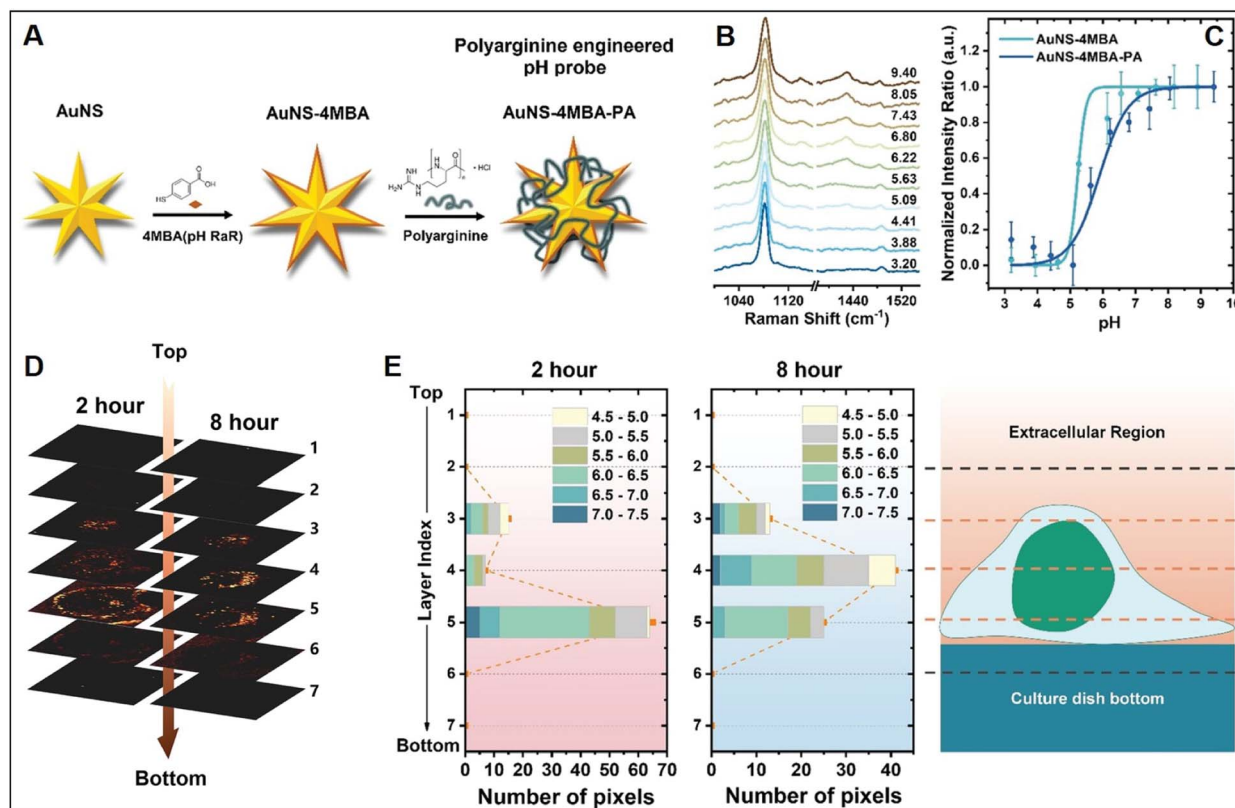 A
Polyarginine engineered
pH probe
AuNS
AuNS-4MBA
AuNS-4MBA-PA
HS
O
OH
4MBA(pH RaR)
NH
H₂N
N
H
H
N
O
n
· HCl
Polyarginine
B
9.40
8.05
7.43
6.80
6.22
5.63
5.09
4.41
3.88
3.20
1040 1120 1440 1520
Raman Shift (cm⁻¹)
C
AuNS-4MBA
AuNS-4MBA-PA
Normalized Intensity Ratio (a.u.)
1.2
1.0
0.8
0.6
0.4
0.2
0.0
3 4 5 6 7 8 9 10
pH
D
Top
2 hour
8 hour
1
2
3
4
5
6
7
Bottom
E
2 hour
Top
Layer Index
Bottom
1
2
3
4
5
6
7
4.5 - 5.0
5.0 - 5.5
5.5 - 6.0
6.0 - 6.5
6.5 - 7.0
7.0 - 7.5
0 10 20 30 40 50 60 70
Number of pixels
8 hour
1
2
3
4
5
6
7
4.5 - 5.0
5.0 - 5.5
5.5 - 6.0
6.0 - 6.5
6.5 - 7.0
7.0 - 7.5
0 10 20 30 40
Number of pixels
Extracellular Region
Culture dish bottom